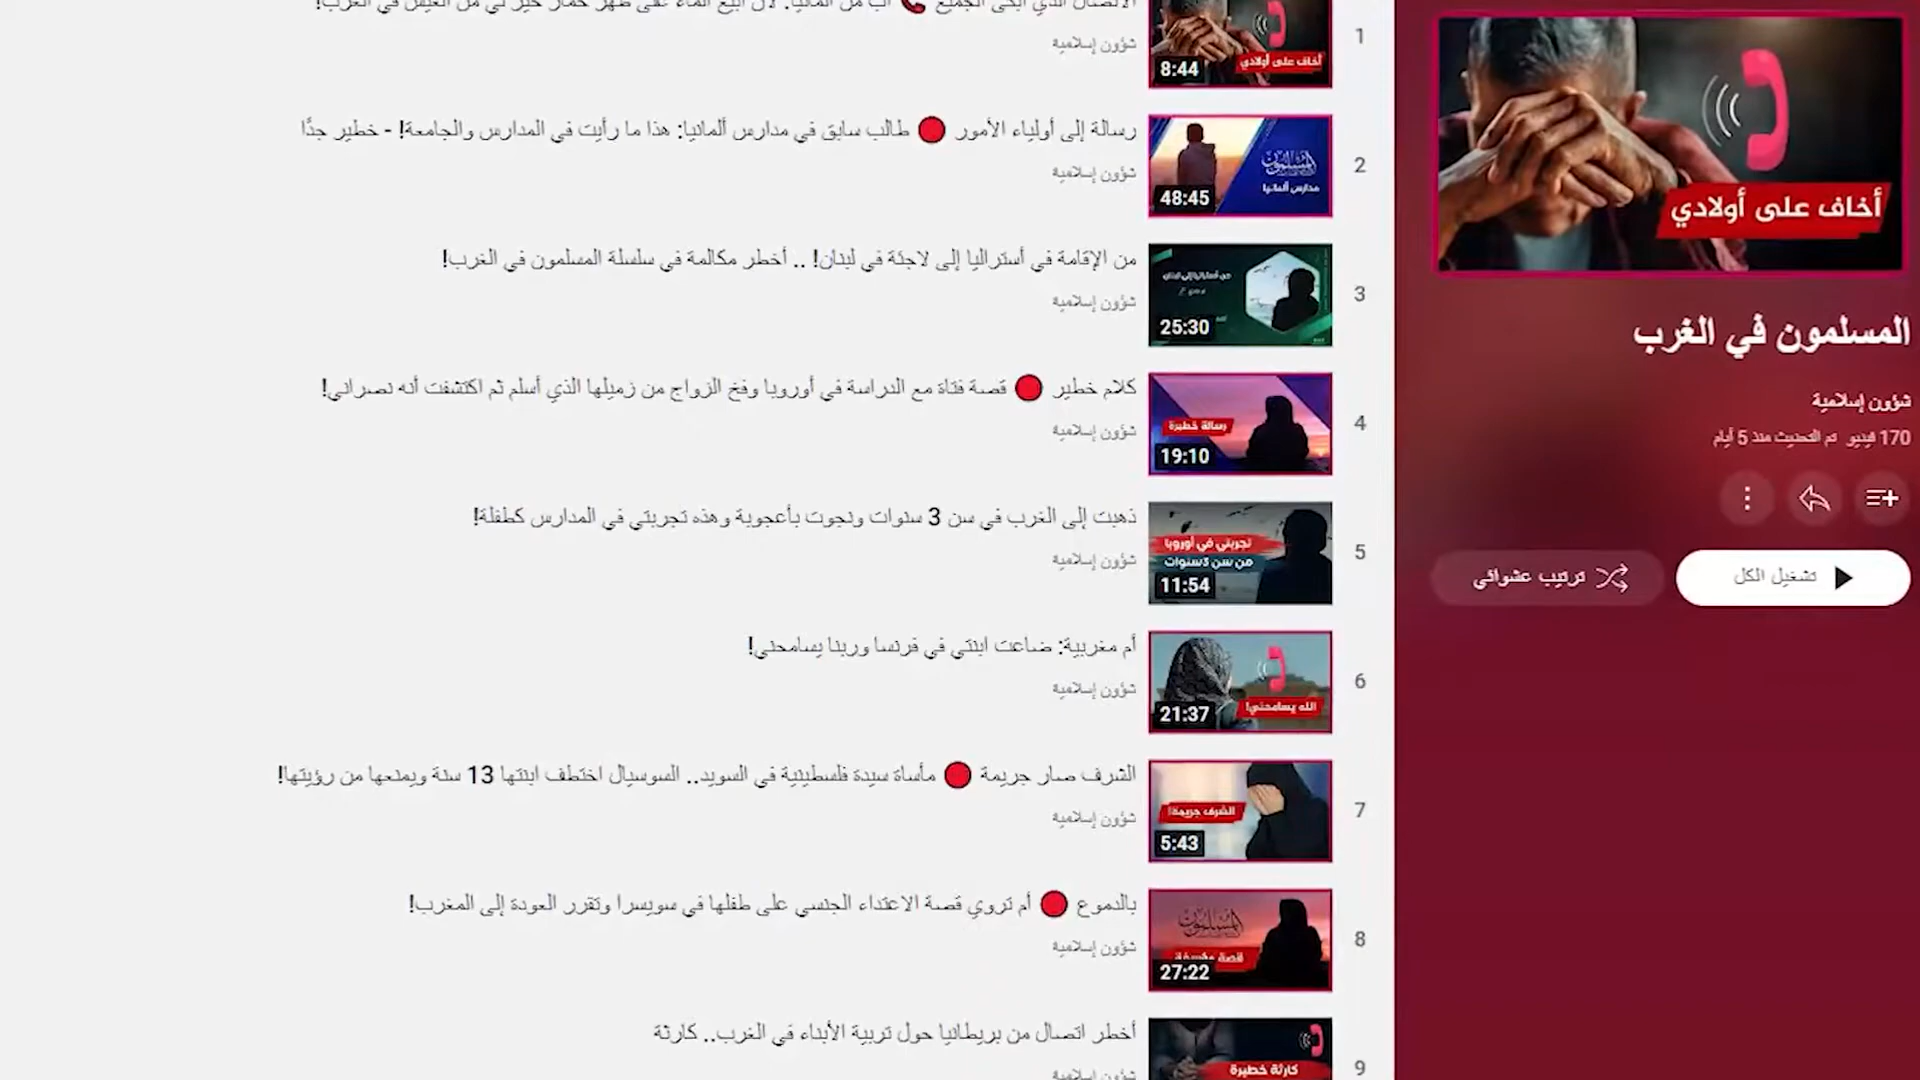 أخاف على أولادي
المسلمون في الغرب
شؤون إسلامية
170 فيديو تم التحديث منذ 5 أيام
تشغيل الكل
ترتيب عشوائي
1
أخاف على أولادي
8:44
شؤون إسلامية
2
المسلمون
مدارس ألمانيا
48:45
رسالة إلى أولياء الأمور 🔴 طالب سابق في مدارس ألمانيا: هذا ما رأيت في المدارس والجامعة! - خطير جدًّا
شؤون إسلامية
3
25:30
من الإقامة في أستراليا إلى لاجئة في لبنان! .. أخطر مكالمة في سلسلة المسلمون في الغرب!
شؤون إسلامية
4
رسالة خطيرة
19:10
كلام خطير 🔴 قصة فتاة مع الدراسة في أوروبا وفخ الزواج من زميلها الذي أسلم ثم اكتشفت أنه نصراني!
شؤون إسلامية
5
تجربتي في أوروبا
من سن 3سنوات
11:54
ذهبت إلى الغرب في سن 3 سنوات ونجوت بأعجوبة وهذه تجربتي في المدارس كطفلة!
شؤون إسلامية
6
الله يسامحني!
21:37
أم مغربية: ضاعت ابنتي في فرنسا وربنا يسامحني!
شؤون إسلامية
7
الشرف جريمة!
5:43
الشرف صار جريمة 🔴 مأساة سيدة فلسطينية في السويد.. السوسيال اختطف ابنتها 13 سنة ويمنعها من رؤيتها!
شؤون إسلامية
8
المسلمون
27:22
بالدموع 🔴 أم تروي قصة الاعتداء الجنسي على طفلها في سويسرا وتقرر العودة إلى المغرب!
شؤون إسلامية
9
كارثة خطيرة
أخطر اتصال من بريطانيا حول تربية الأبناء في الغرب.. كارثة
شؤون إسلامية